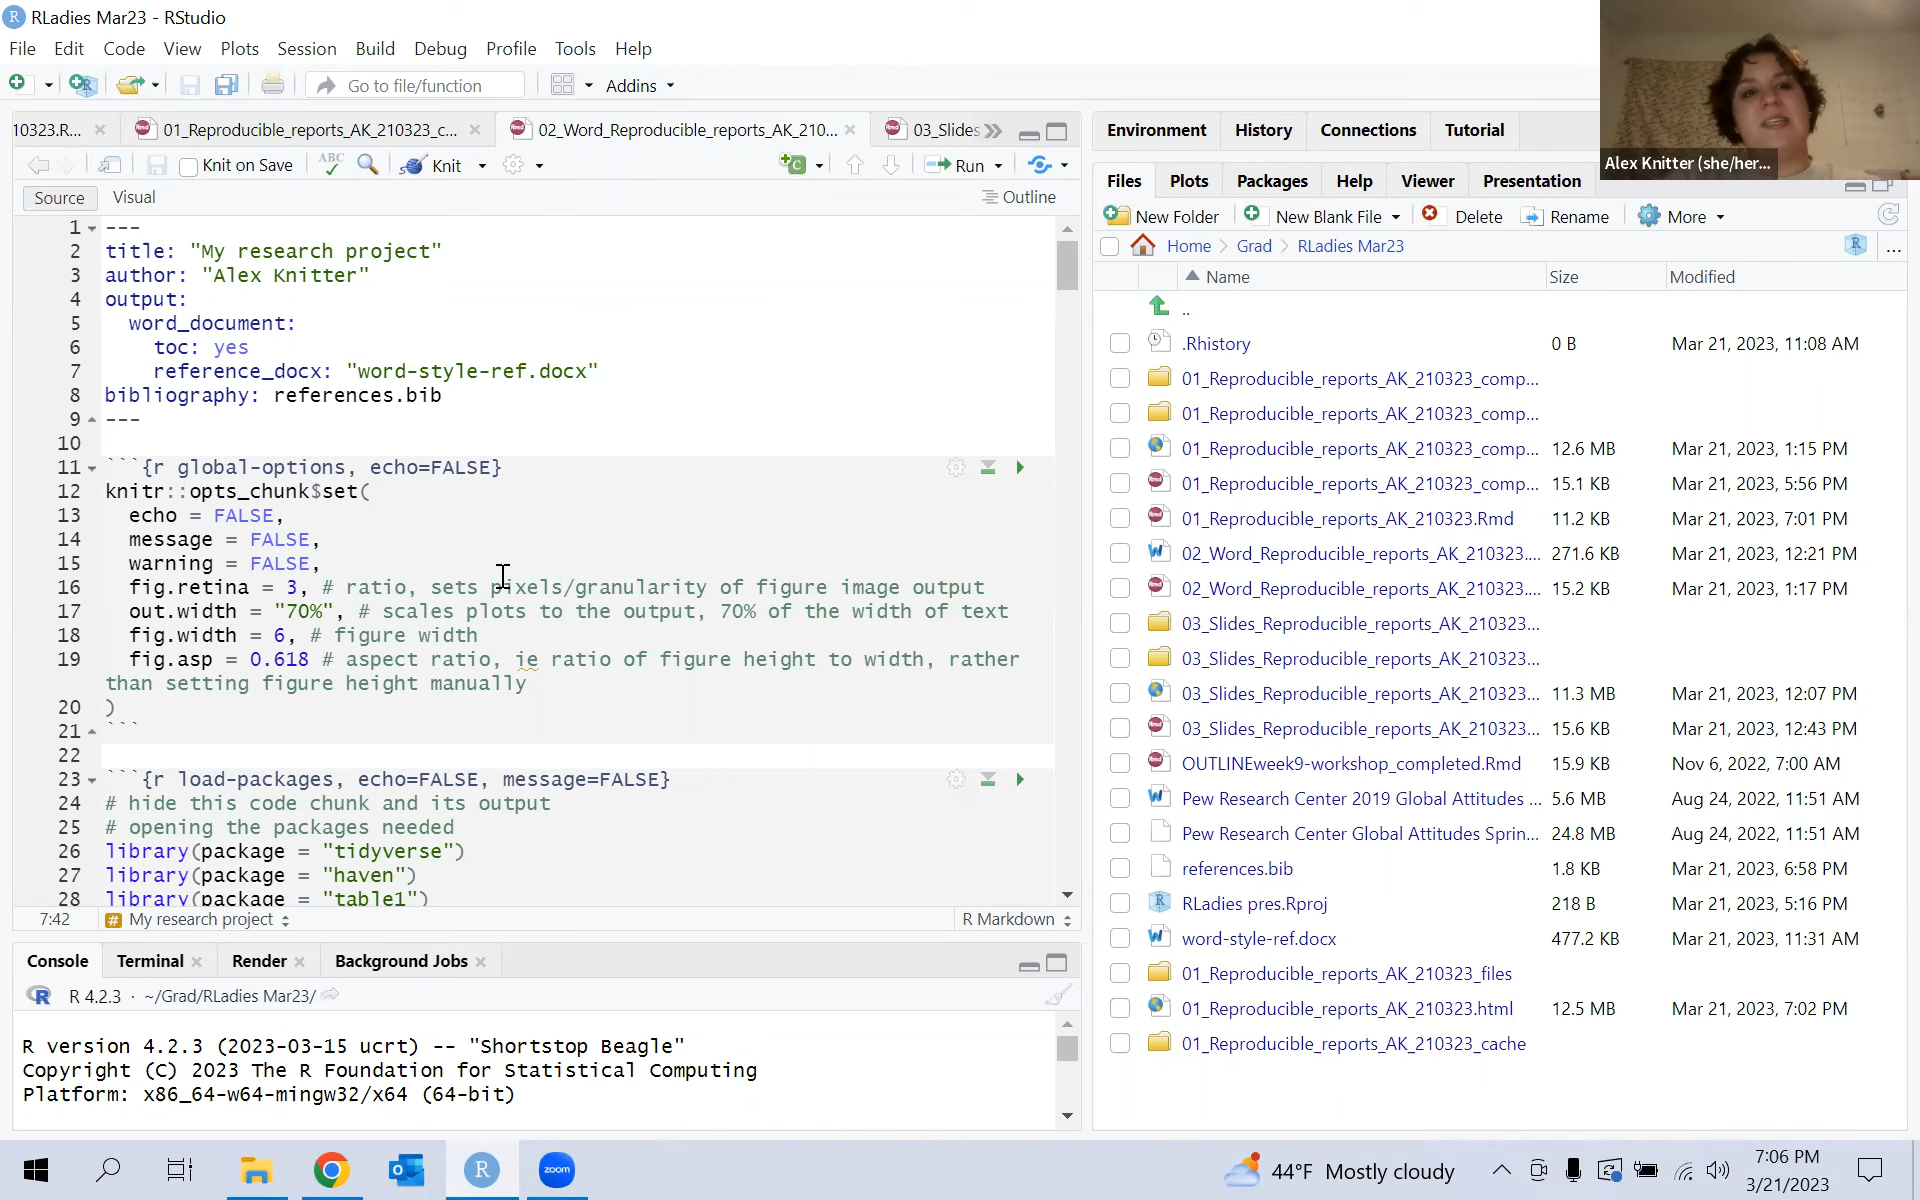 RLadies Mar23 - RStudio
File Edit Code View Plots Session Build Debug Profile Tools Help
Go to file/function Addins
10323.R... 01_Reproducible_reports_AK_210323_c... 02_Word_Reproducible_reports_AK_210... 03_Slides
Knit on Save ABC Knit Run
Source Visual Outline
1 ---
2 title: "My research project"
3 author: "Alex Knitter"
4 output:
5 word_document:
6 toc: yes
7 reference_docx: "word-style-ref.docx"
8 bibliography: references.bib
9 ---
10
11 ```{r global-options, echo=FALSE}
12 knitr::opts_chunk$set(
13 echo = FALSE,
14 message = FALSE,
15 warning = FALSE,
16 fig.retina = 3, # ratio, sets pixels/granularity of figure image output
17 out.width = "70%", # scales plots to the output, 70% of the width of text
18 fig.width = 6, # figure width
19 fig.asp = 0.618 # aspect ratio, ie ratio of figure height to width, rather
than setting figure height manually
20 )
21 ```
22
23 ```{r load-packages, echo=FALSE, message=FALSE}
24 # hide this code chunk and its output
25 # opening the packages needed
26 library(package = "tidyverse")
27 library(package = "haven")
28 library(package = "table1")
7:42 # My research project R Markdown
Console Terminal Render Background Jobs
R 4.2.3 · ~/Grad/RLadies Mar23/
R version 4.2.3 (2023-03-15 ucrt) -- "Shortstop Beagle"
Copyright (C) 2023 The R Foundation for Statistical Computing
Platform: x86_64-w64-mingw32/x64 (64-bit)
Environment History Connections Tutorial
Alex Knitter (she/her...
Files Plots Packages Help Viewer Presentation
New Folder New Blank File Delete Rename More
Home Grad RLadies Mar23 ...
Name Size Modified
..
.Rhistory 0 B Mar 21, 2023, 11:08 AM
01_Reproducible_reports_AK_210323_comp...
01_Reproducible_reports_AK_210323_comp...
01_Reproducible_reports_AK_210323_comp... 12.6 MB Mar 21, 2023, 1:15 PM
01_Reproducible_reports_AK_210323_comp... 15.1 KB Mar 21, 2023, 5:56 PM
01_Reproducible_reports_AK_210323.Rmd 11.2 KB Mar 21, 2023, 7:01 PM
02_Word_Reproducible_reports_AK_210323.... 271.6 KB Mar 21, 2023, 12:21 PM
02_Word_Reproducible_reports_AK_210323.... 15.2 KB Mar 21, 2023, 1:17 PM
03_Slides_Reproducible_reports_AK_210323...
03_Slides_Reproducible_reports_AK_210323...
03_Slides_Reproducible_reports_AK_210323... 11.3 MB Mar 21, 2023, 12:07 PM
03_Slides_Reproducible_reports_AK_210323... 15.6 KB Mar 21, 2023, 12:43 PM
OUTLINEweek9-workshop_completed.Rmd 15.9 KB Nov 6, 2022, 7:00 AM
Pew Research Center 2019 Global Attitudes ... 5.6 MB Aug 24, 2022, 11:51 AM
Pew Research Center Global Attitudes Sprin... 24.8 MB Aug 24, 2022, 11:51 AM
references.bib 1.8 KB Mar 21, 2023, 6:58 PM
RLadies pres.Rproj 218 B Mar 21, 2023, 5:16 PM
word-style-ref.docx 477.2 KB Mar 21, 2023, 11:31 AM
01_Reproducible_reports_AK_210323_files
01_Reproducible_reports_AK_210323.html 12.5 MB Mar 21, 2023, 7:02 PM
01_Reproducible_reports_AK_210323_cache
zoom 44°F Mostly cloudy 7:06 PM
3/21/2023